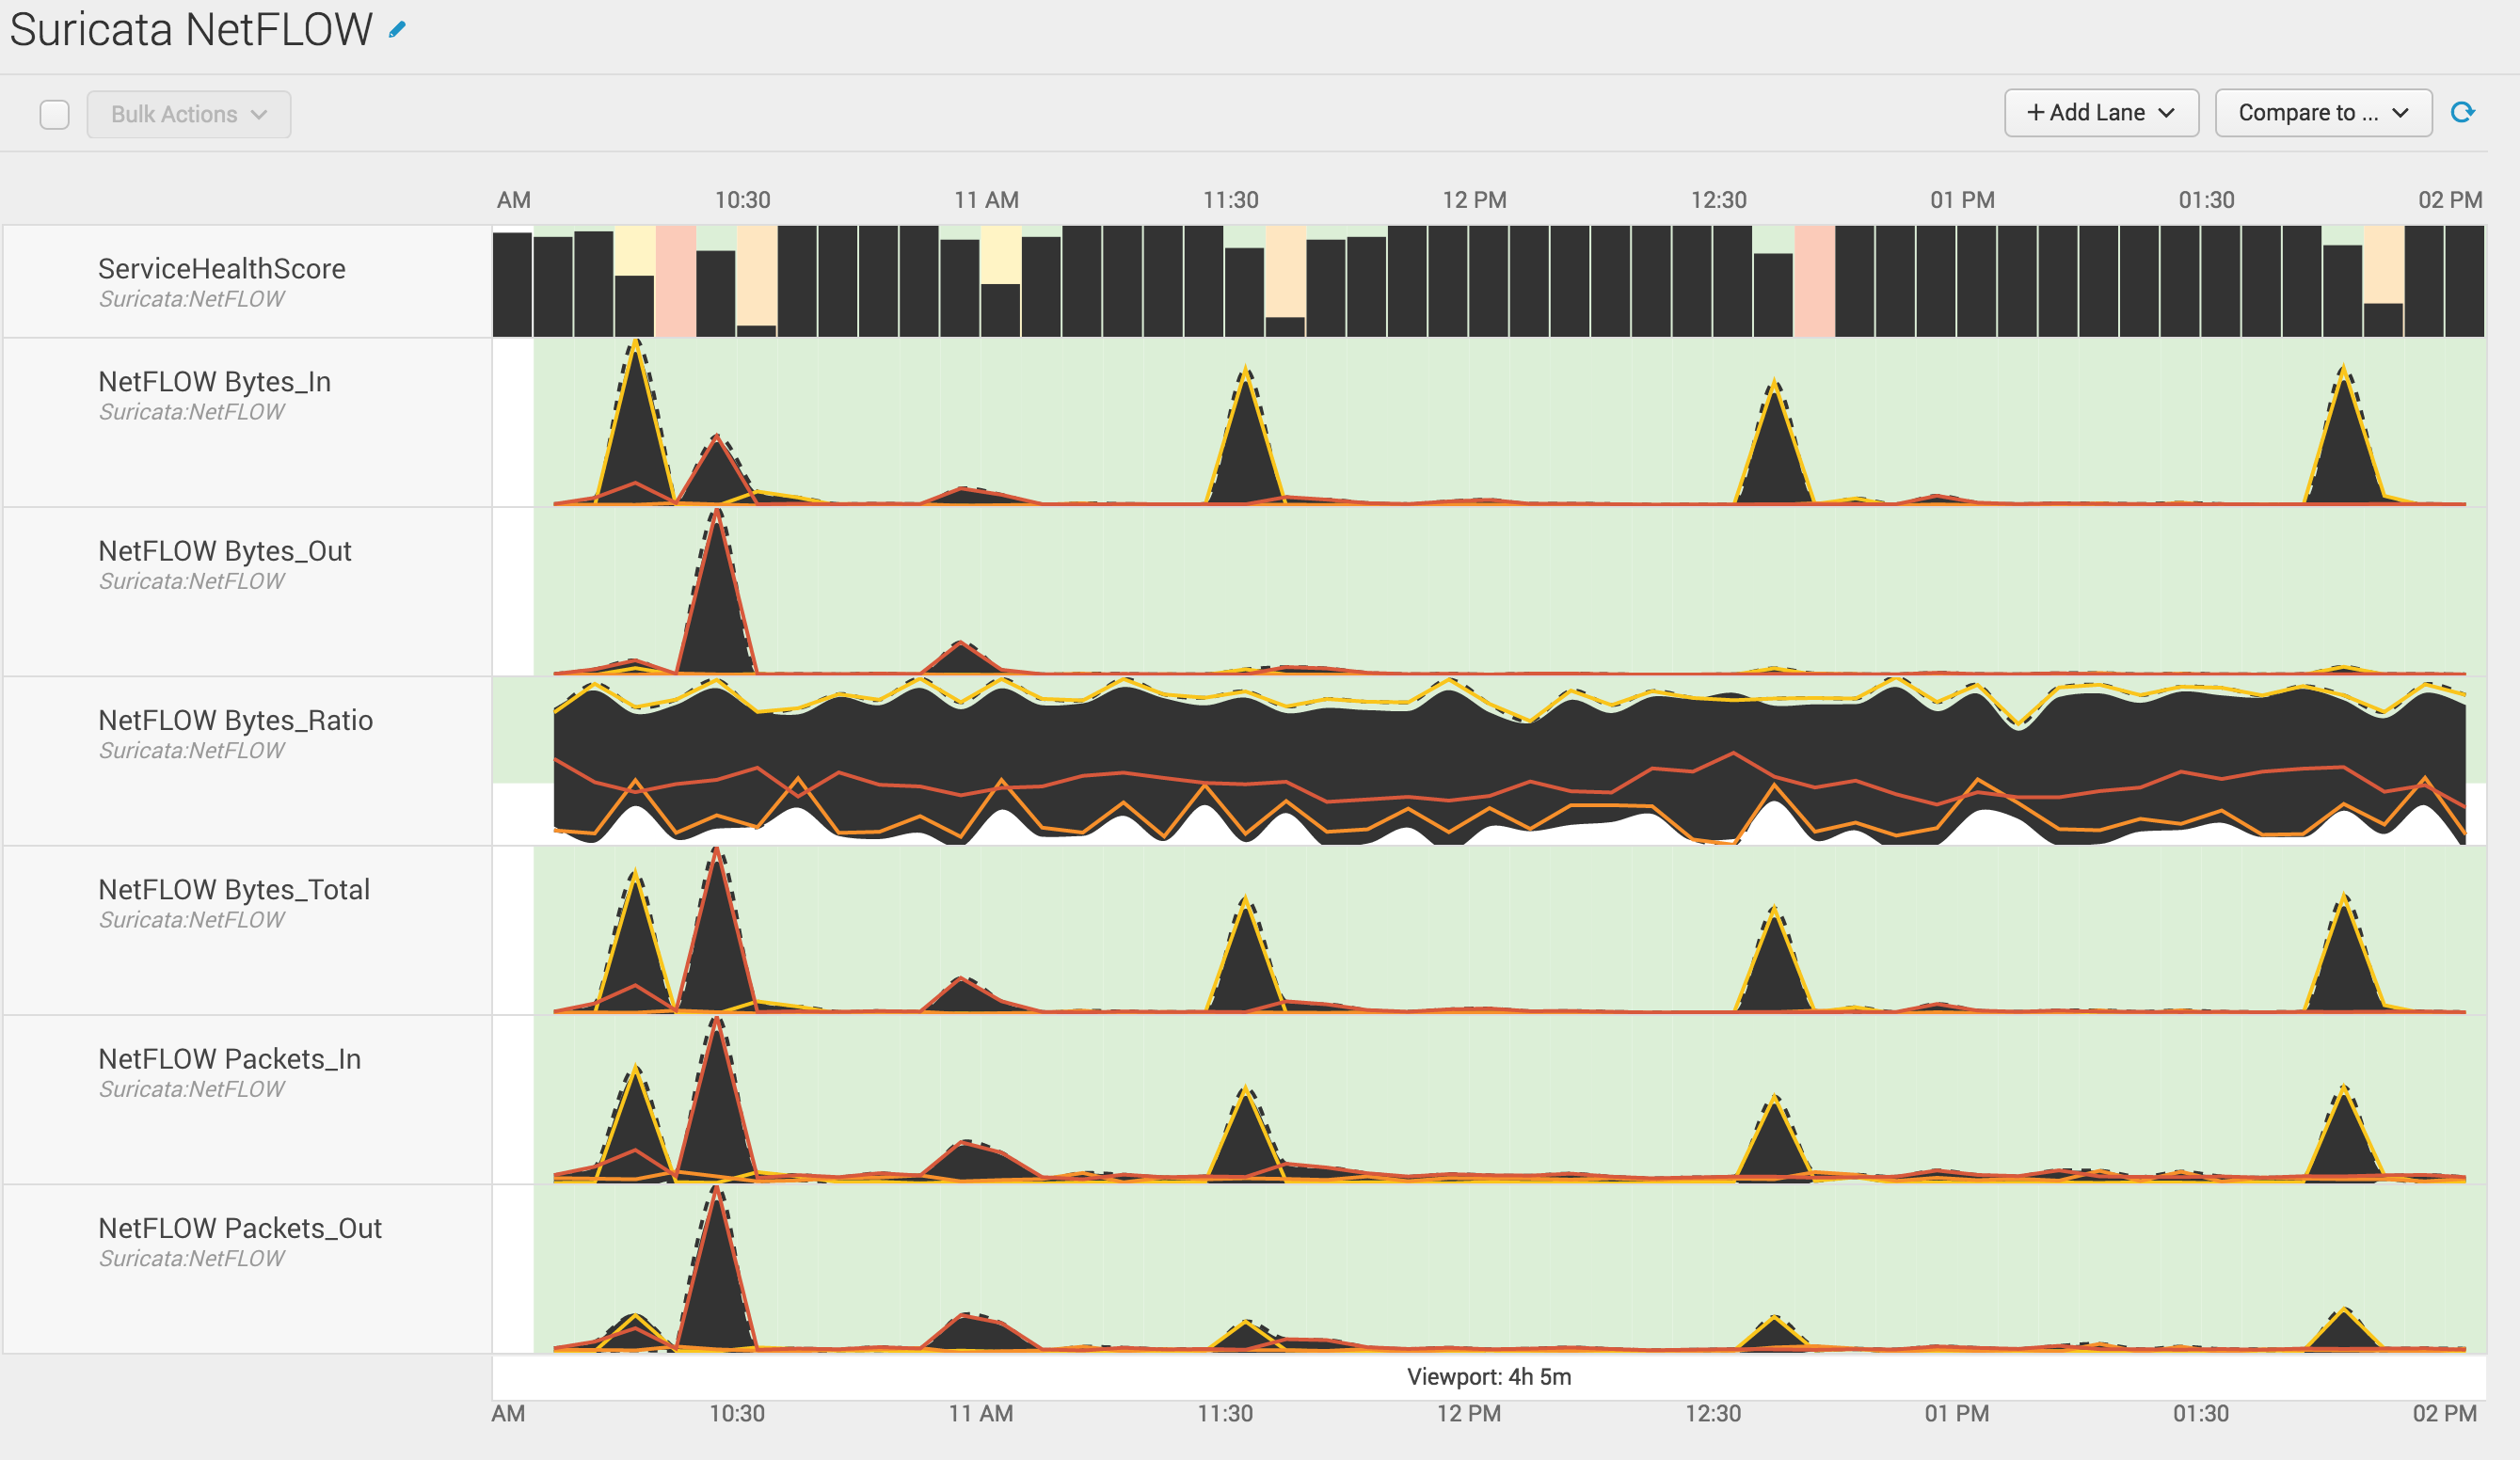 Suricata NetFLOW
Bulk Actions
+ Add Lane
Compare to ...
AM 10:30 11 AM 11:30 12 PM 12:30 01 PM 01:30 02 PM
ServiceHealthScore
Suricata:NetFLOW
NetFLOW Bytes_In
Suricata:NetFLOW
NetFLOW Bytes_Out
Suricata:NetFLOW
NetFLOW Bytes_Ratio
Suricata:NetFLOW
NetFLOW Bytes_Total
Suricata:NetFLOW
NetFLOW Packets_In
Suricata:NetFLOW
NetFLOW Packets_Out
Suricata:NetFLOW
Viewport: 4h 5m
AM 10:30 11 AM 11:30 12 PM 12:30 01 PM 01:30 02 PM